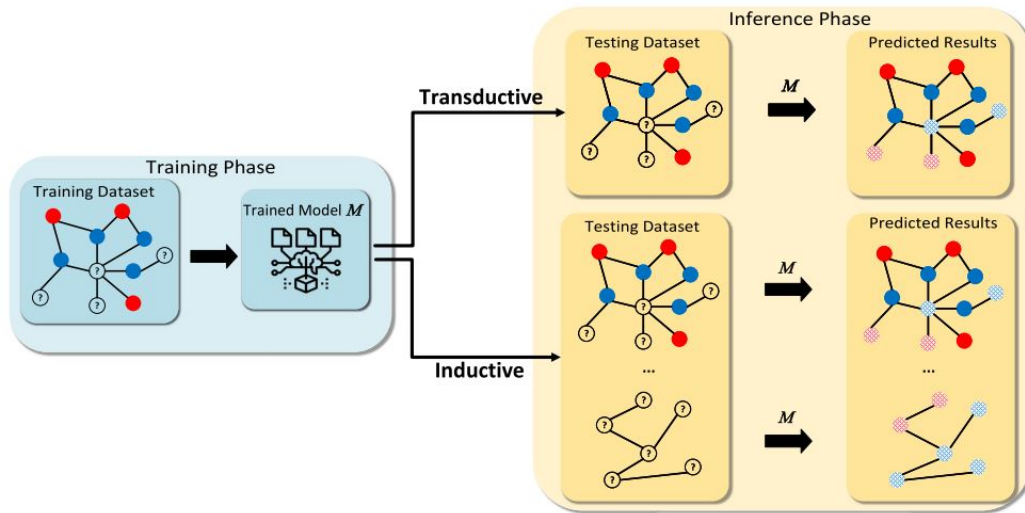 Training Phase
Training Dataset
?
?
?
?
Trained Model M
Transductive
Inductive
Inference Phase
Testing Dataset
?
?
?
?
M
Predicted Results
Testing Dataset
?
?
?
?
M
Predicted Results
...
...
?
?
?
?
?
?
M